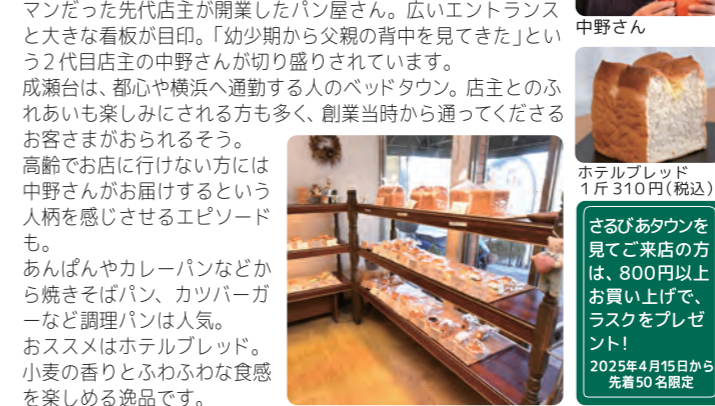 マンだった先代店主が開業したパン屋さん。広いエントランス
と大きな看板が目印。「幼少期から父親の背中を見てきた」とい
う2代目店主の中野さんが切り盛りされています。
成瀬台は、都心や横浜へ通勤する人のベッドタウン。店主とのふ
れあいも楽しみにされる方も多く、創業当時から通ってくださる
お客さまがおられるそう。
高齢でお店に行けない方には
中野さんがお届けするという
人柄を感じさせるエピソード
も。
あんぱんやカレーパンなどか
ら焼きそばパン、カツバーガ
ーなど調理パンは人気。
おススメはホテルブレッド。
小麦の香りとふわふわな食感
を楽しめる逸品です。
中野さん
ホテルブレッド
1斤310円(税込)
さるびあタウンを
見てご来店の方
は、800円以上
お買い上げで、
ラスクをプレゼ
ント!
2025年4月15日から
先着50名限定